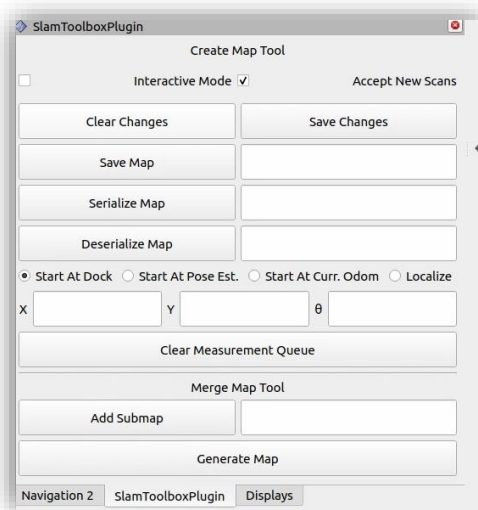 SlamToolboxPlugin
Create Map Tool
Interactive Mode Accept New Scans
Clear Changes Save Changes
Save Map
Serialize Map
Deserialize Map
Start At Dock Start At Pose Est. Start At Curr. Odom Localize
X Y θ
Clear Measurement Queue
Merge Map Tool
Add Submap
Generate Map
Navigation 2 SlamToolboxPlugin Displays